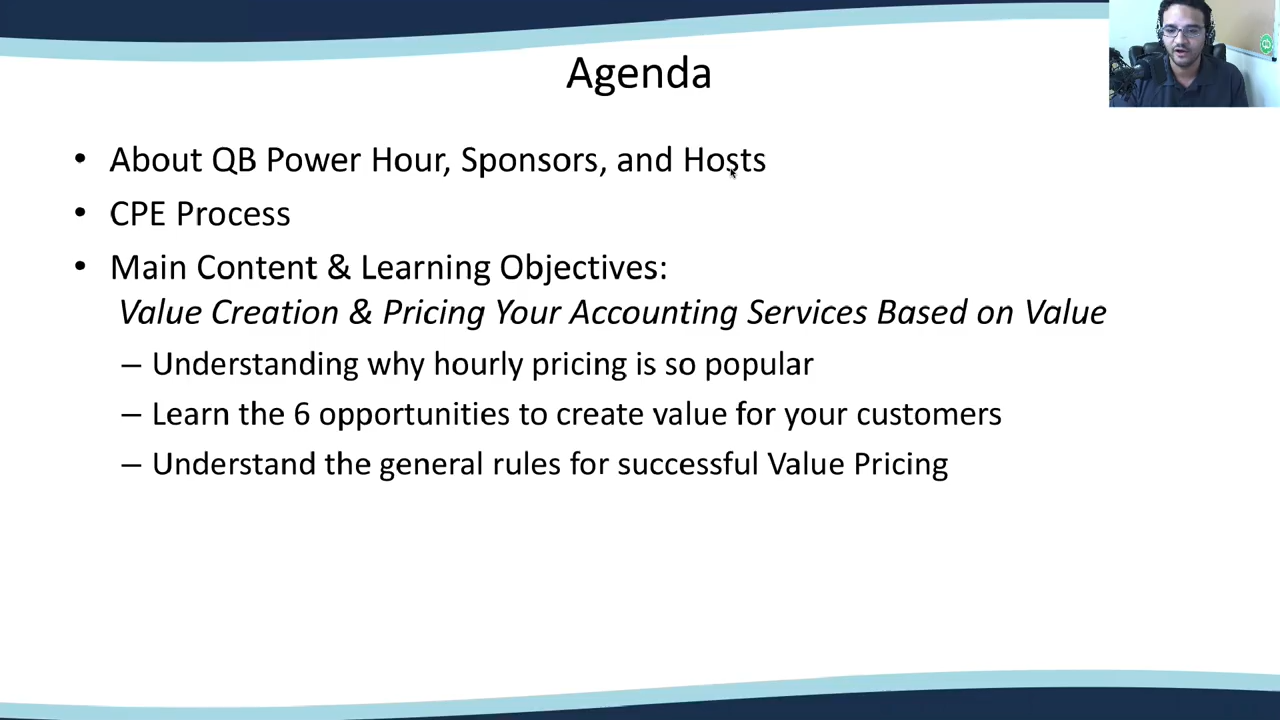 Agenda
• About QB Power Hour, Sponsors, and Hosts
• CPE Process
• Main Content & Learning Objectives:
Value Creation & Pricing Your Accounting Services Based on Value
– Understanding why hourly pricing is so popular
– Learn the 6 opportunities to create value for your customers
– Understand the general rules for successful Value Pricing